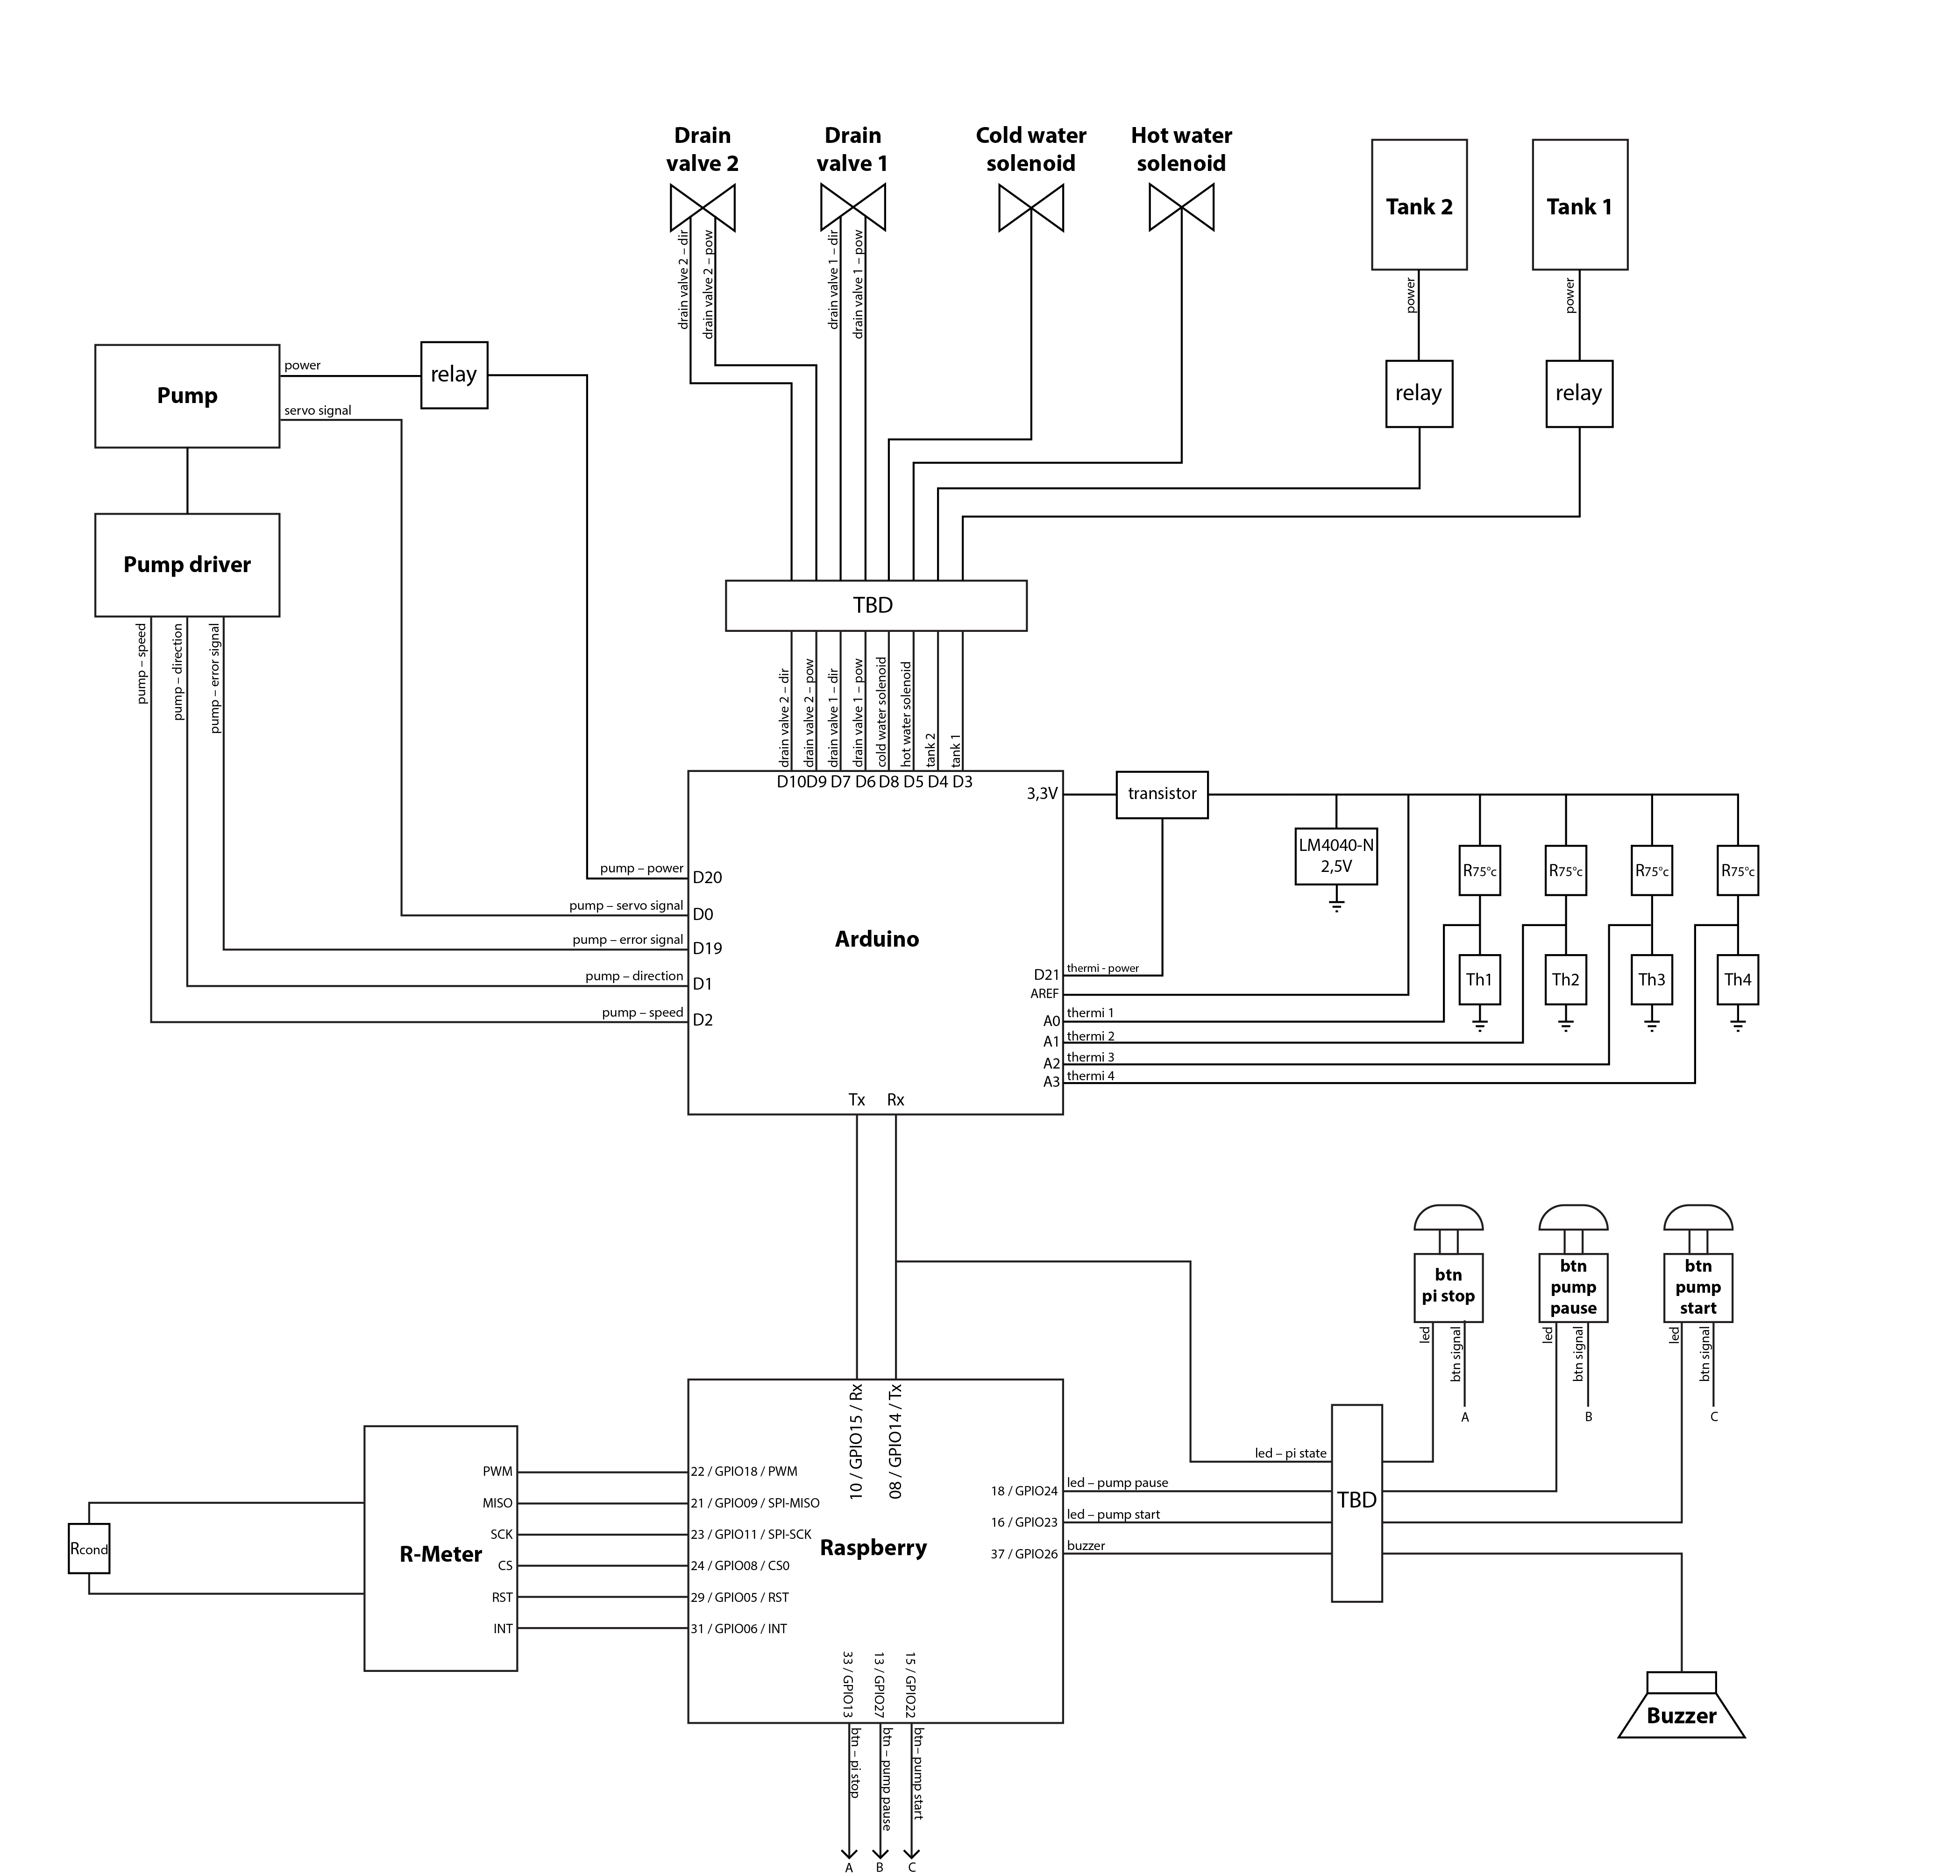 Drain
valve 2
Drain
valve 1
Cold water
solenoid
Hot water
solenoid
Tank 2
Tank 1
drain valve 2 – dir
drain valve 2 – pow
drain valve 1 – dir
drain valve 1 – pow
power
power
relay
relay
Pump
power
servo signal
relay
Pump driver
pump – speed
pump – direction
pump – error signal
TBD
drain valve 2 – dir
drain valve 2 – pow
drain valve 1 – dir
drain valve 1 – pow
cold water solenoid
hot water solenoid
tank 2
tank 1
D10 D9 D7 D6 D8 D5 D4 D3
3,3V
transistor
LM4040-N
2,5V
R75°c
R75°c
R75°c
R75°c
pump – power
D20
pump – servo signal
D0
pump – error signal
D19
pump – direction
D1
pump – speed
D2
Arduino
D21
thermi - power
AREF
A0
thermi 1
A1
thermi 2
A2
thermi 3
A3
thermi 4
Th1
Th2
Th3
Th4
Tx
Rx
btn
pi stop
btn
pump
pause
btn
pump
start
led
btn signal
led
btn signal
led
btn signal
A
B
C
10 / GPIO15 / Rx
08 / GPIO14 / Tx
led – pi state
18 / GPIO24
led – pump pause
16 / GPIO23
led – pump start
37 / GPIO26
buzzer
TBD
Raspberry
PWM
22 / GPIO18 / PWM
MISO
21 / GPIO09 / SPI-MISO
SCK
23 / GPIO11 / SPI-SCK
CS
24 / GPIO08 / CS0
RST
29 / GPIO05 / RST
INT
31 / GPIO06 / INT
R-Meter
Rcond
33 / GPIO13
13 / GPIO27
15 / GPIO22
btn – pi stop
btn – pump pause
btn– pump start
A
B
C
Buzzer